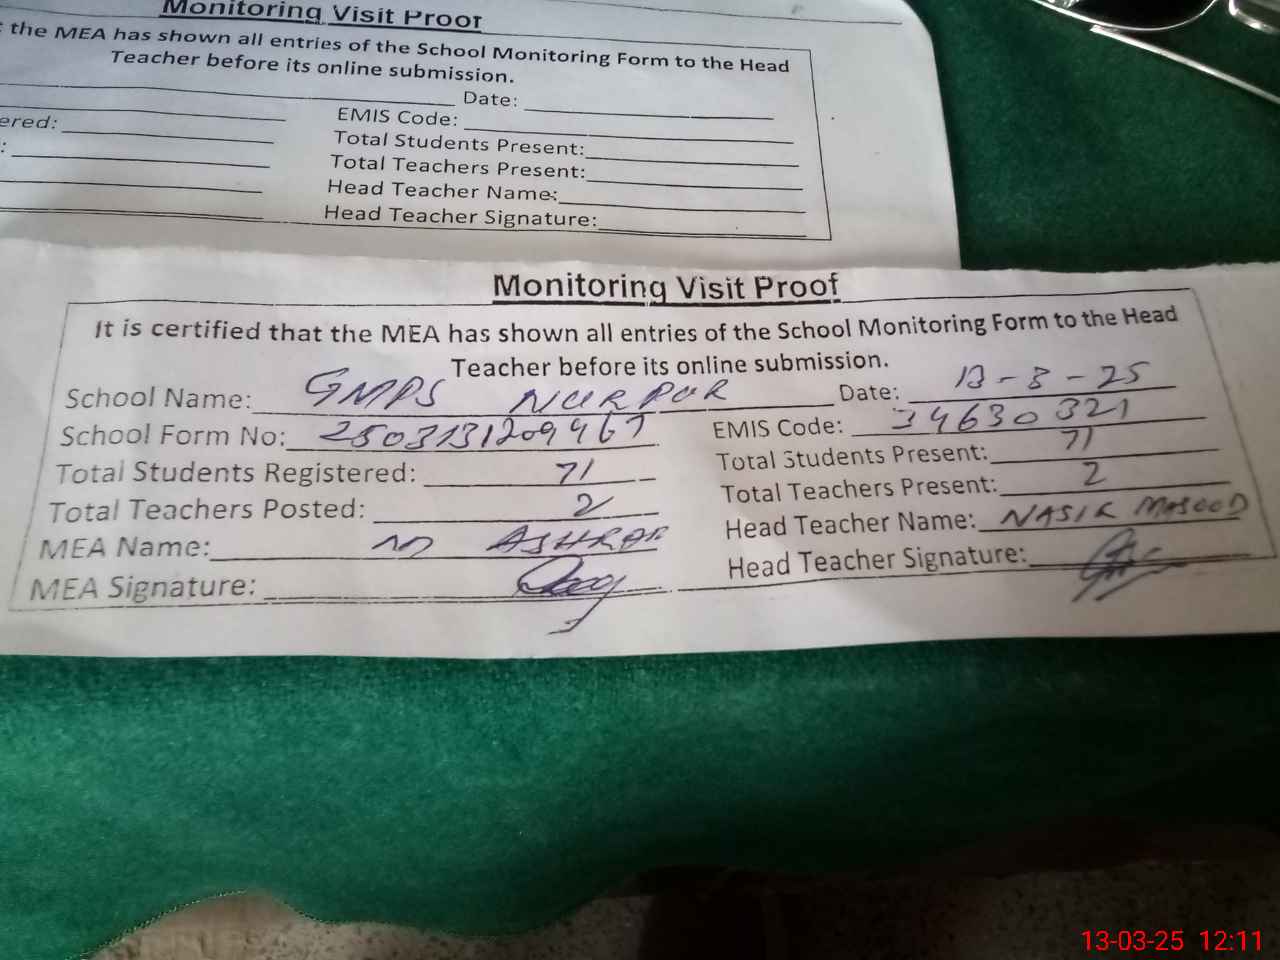 Monitoring Visit Proof
the MEA has shown all entries of the School Monitoring Form to the Head
Teacher before its online submission.
Date:
EMIS Code:
ered:
Total Students Present:
:
Total Teachers Present:
Head Teacher Name:
Head Teacher Signature:
Monitoring Visit Proof
It is certified that the MEA has shown all entries of the School Monitoring Form to the Head
Teacher before its online submission.
School Name: GMPS NURPUR Date: 13-3-25
School Form No: EMIS Code: 34630321
Total Students Registered: 71 Total Students Present: 71
Total Teachers Posted: 2 Total Teachers Present: 2
MEA Name: M ASHRAF Head Teacher Name: NASIR MASOOD
MEA Signature: Head Teacher Signature:
13-03-25 12:11